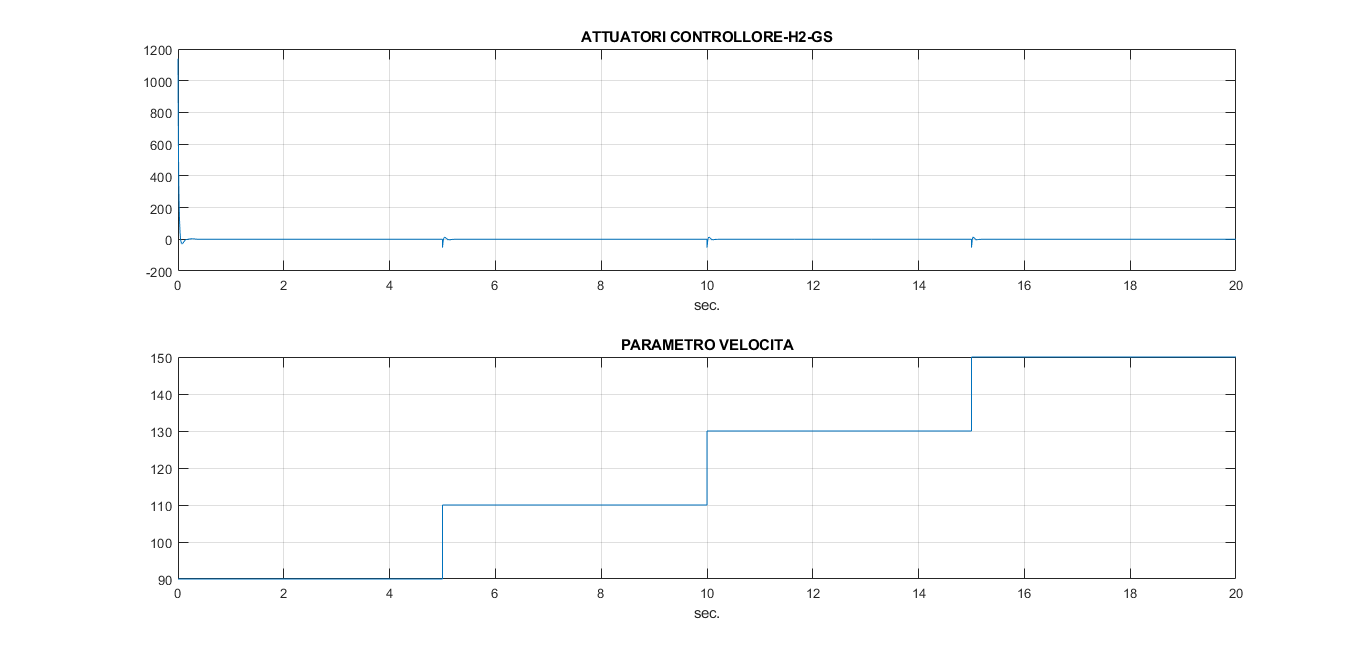 ATTUATORI CONTROLLORE-H2-GS
1200
1000
800
600
400
200
0
-200
0 2 4 6 8 10 12 14 16 18 20
sec.
PARAMETRO VELOCITA
150
140
130
120
110
100
90
0 2 4 6 8 10 12 14 16 18 20
sec.